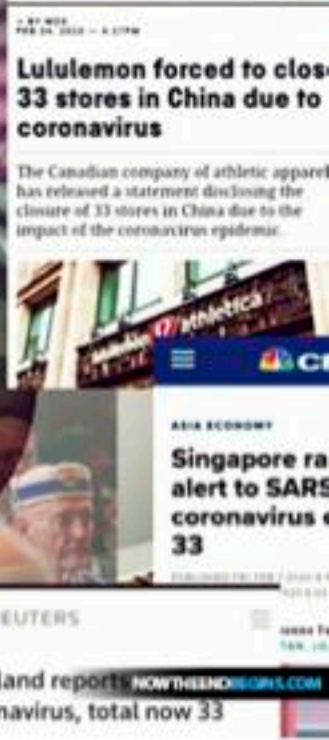 Lululemon forced to clos
33 stores in China due to
coronavirus
The Canadian company of athletic apparel
has released a statement disclosing the
closure of 33 stores in China due to the
impact of the coronavirus epidemic.
athletica
ASIA ECONOMY
Singapore ra
alert to SARS
coronavirus
33
EUTERS
land reports
navirus, total now 33
NOWTHEENDBEGINS.COM